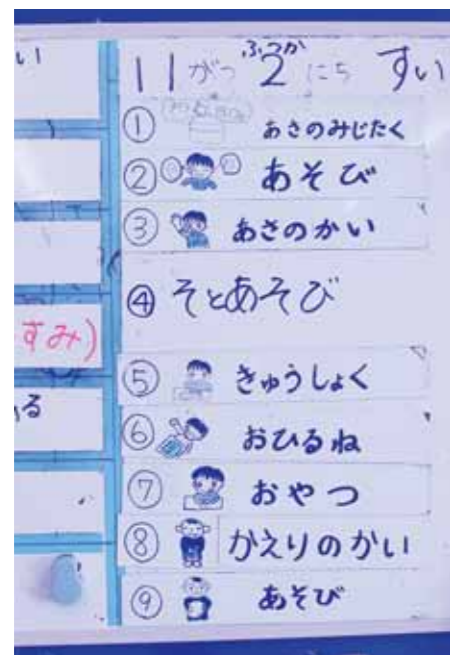 い
すみ)
る
ふつか
11がつ2にち すい
① あさのみじたく
② あそび
③ あさのかい
④ そとあそび
⑤ きゅうしょく
⑥ おひるね
⑦ おやつ
⑧ かえりのかい
⑨ あそび